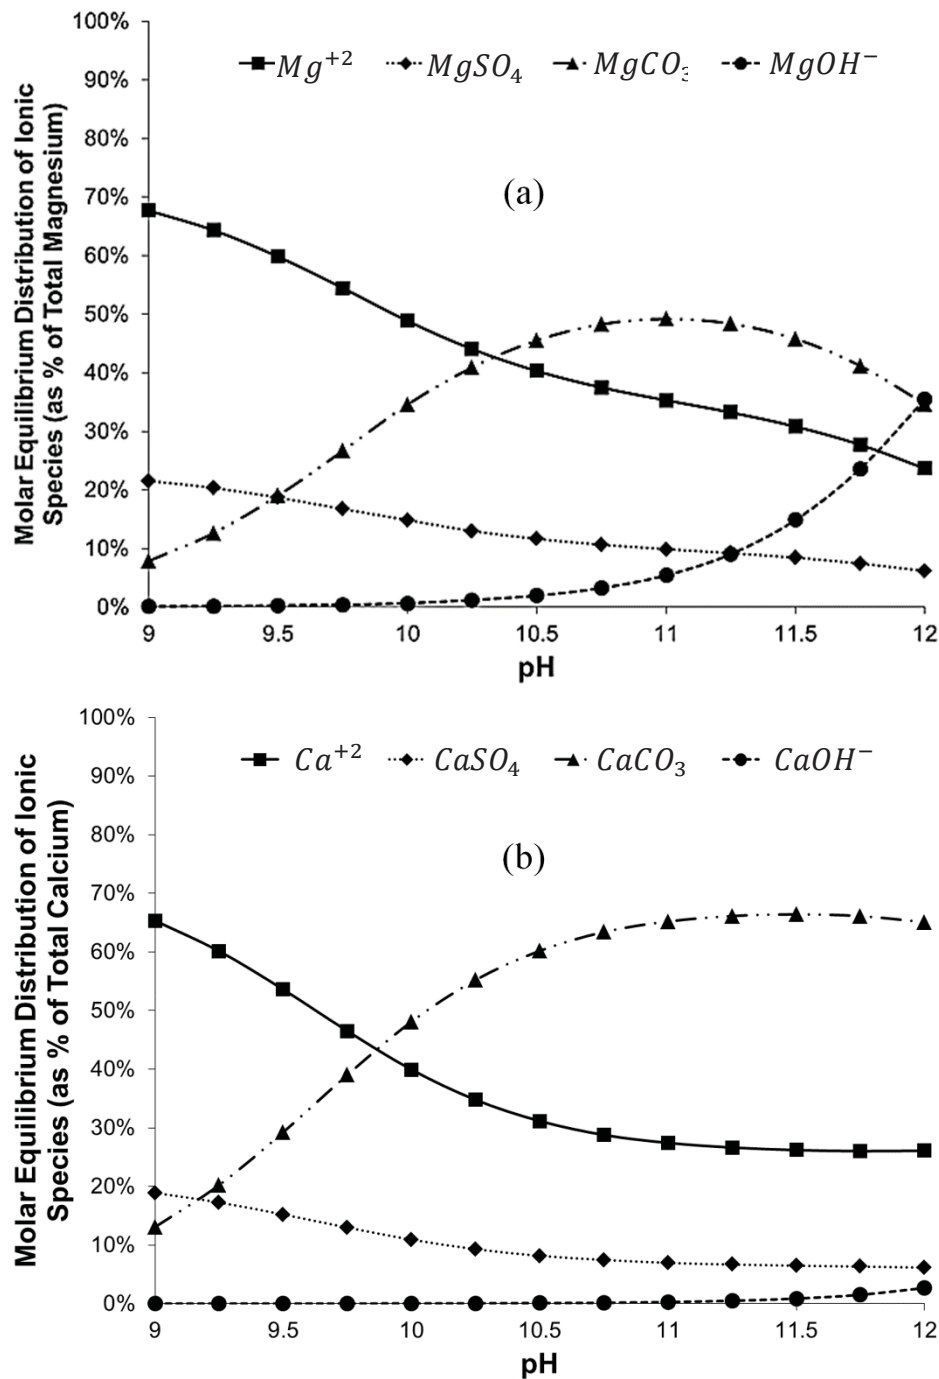 100%
90%
80%
70%
60%
50%
40%
30%
20%
10%
0%
Molar Equilibrium Distribution of Ionic
Species (as % of Total Magnesium)
Mg+2 MgSO4 MgCO3 MgOH−
(a)
9 9.5 10 10.5 11 11.5 12
pH
100%
90%
80%
70%
60%
50%
40%
30%
20%
10%
0%
Molar Equilibrium Distribution of Ionic
Species (as % of Total Calcium)
Ca+2 CaSO4 CaCO3 CaOH−
(b)
9 9.5 10 10.5 11 11.5 12
pH